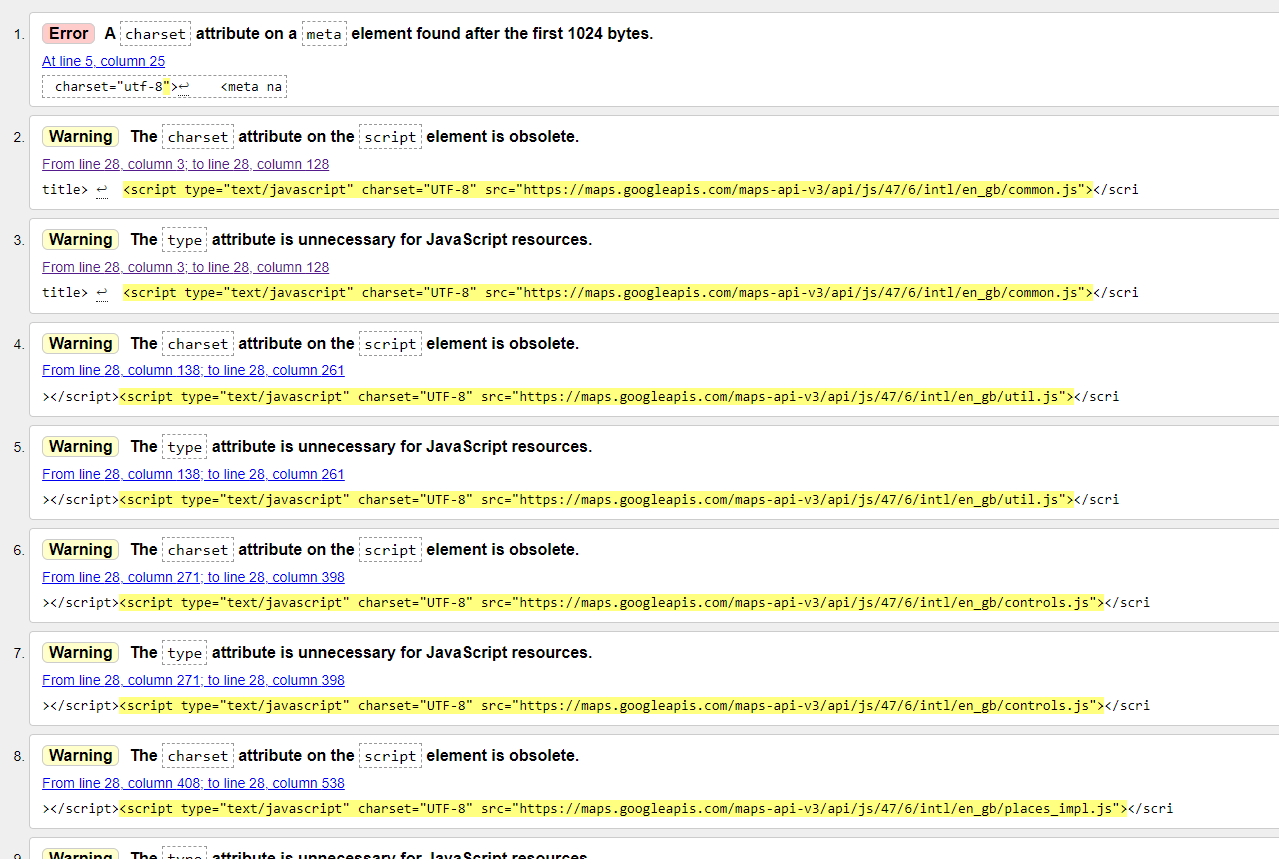 1. Error A charset attribute on a meta element found after the first 1024 bytes.
At line 5, column 25
charset="utf-8">↩ <meta na
2. Warning The charset attribute on the script element is obsolete.
From line 28, column 3; to line 28, column 128
title> ↩ <script type="text/javascript" charset="UTF-8" src="https://maps.googleapis.com/maps-api-v3/api/js/47/6/intl/en_gb/common.js"></scri
3. Warning The type attribute is unnecessary for JavaScript resources.
From line 28, column 3; to line 28, column 128
title> ↩ <script type="text/javascript" charset="UTF-8" src="https://maps.googleapis.com/maps-api-v3/api/js/47/6/intl/en_gb/common.js"></scri
4. Warning The charset attribute on the script element is obsolete.
From line 28, column 138; to line 28, column 261
></script><script type="text/javascript" charset="UTF-8" src="https://maps.googleapis.com/maps-api-v3/api/js/47/6/intl/en_gb/util.js"></scri
5. Warning The type attribute is unnecessary for JavaScript resources.
From line 28, column 138; to line 28, column 261
></script><script type="text/javascript" charset="UTF-8" src="https://maps.googleapis.com/maps-api-v3/api/js/47/6/intl/en_gb/util.js"></scri
6. Warning The charset attribute on the script element is obsolete.
From line 28, column 271; to line 28, column 398
></script><script type="text/javascript" charset="UTF-8" src="https://maps.googleapis.com/maps-api-v3/api/js/47/6/intl/en_gb/controls.js"></scri
7. Warning The type attribute is unnecessary for JavaScript resources.
From line 28, column 271; to line 28, column 398
></script><script type="text/javascript" charset="UTF-8" src="https://maps.googleapis.com/maps-api-v3/api/js/47/6/intl/en_gb/controls.js"></scri
8. Warning The charset attribute on the script element is obsolete.
From line 28, column 408; to line 28, column 538
></script><script type="text/javascript" charset="UTF-8" src="https://maps.googleapis.com/maps-api-v3/api/js/47/6/intl/en_gb/places_impl.js"></scri
9. Warning The type attribute is unnecessary for JavaScript resources.